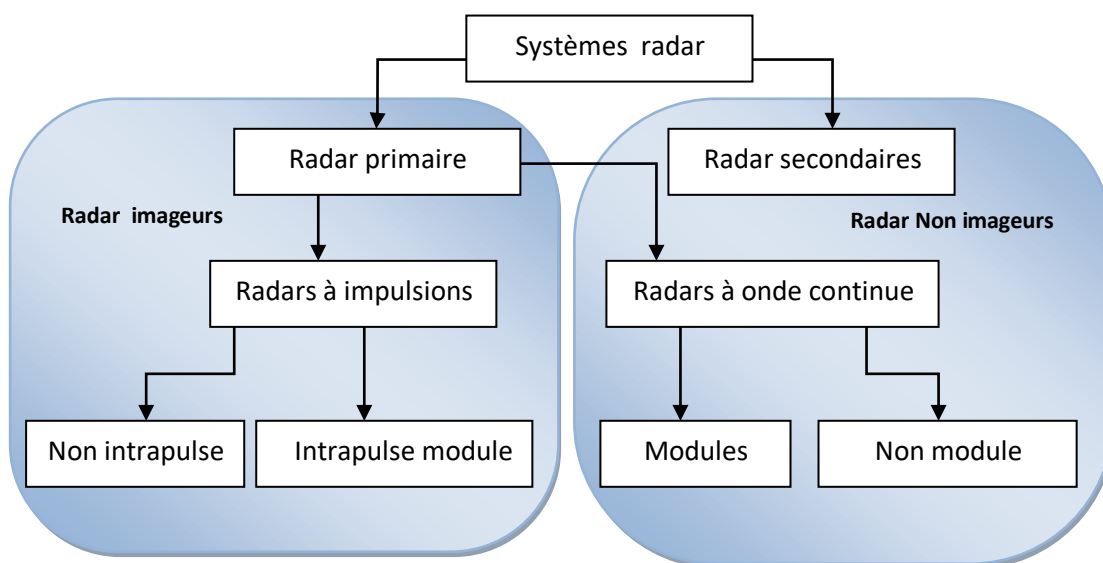 Systèmes radar
Radar primaire
Radar secondaires
Radar imageurs
Radar Non imageurs
Radars à impulsions
Radars à onde continue
Non intrapulse
Intrapulse module
Modules
Non module